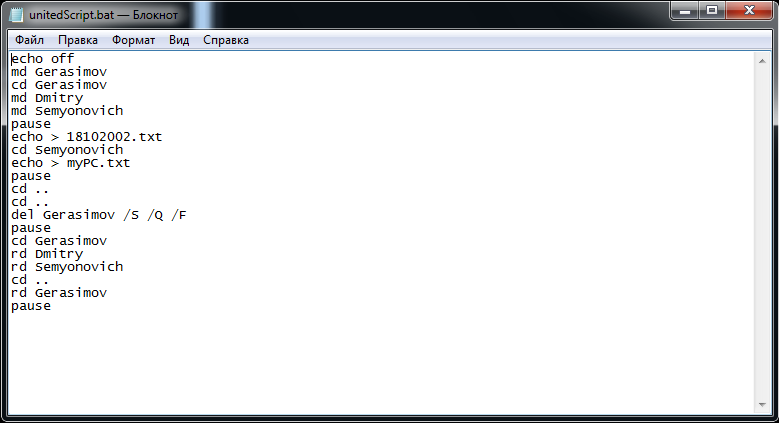 unitedScript.bat — Блокнот
Файл Правка Формат Вид Справка
echo off
md Gerasimov
cd Gerasimov
md Dmitry
md Semyonovich
pause
echo > 18102002.txt
cd Semyonovich
echo > myPC.txt
pause
cd ..
cd ..
del Gerasimov /S /Q /F
pause
cd Gerasimov
rd Dmitry
rd Semyonovich
cd ..
rd Gerasimov
pause